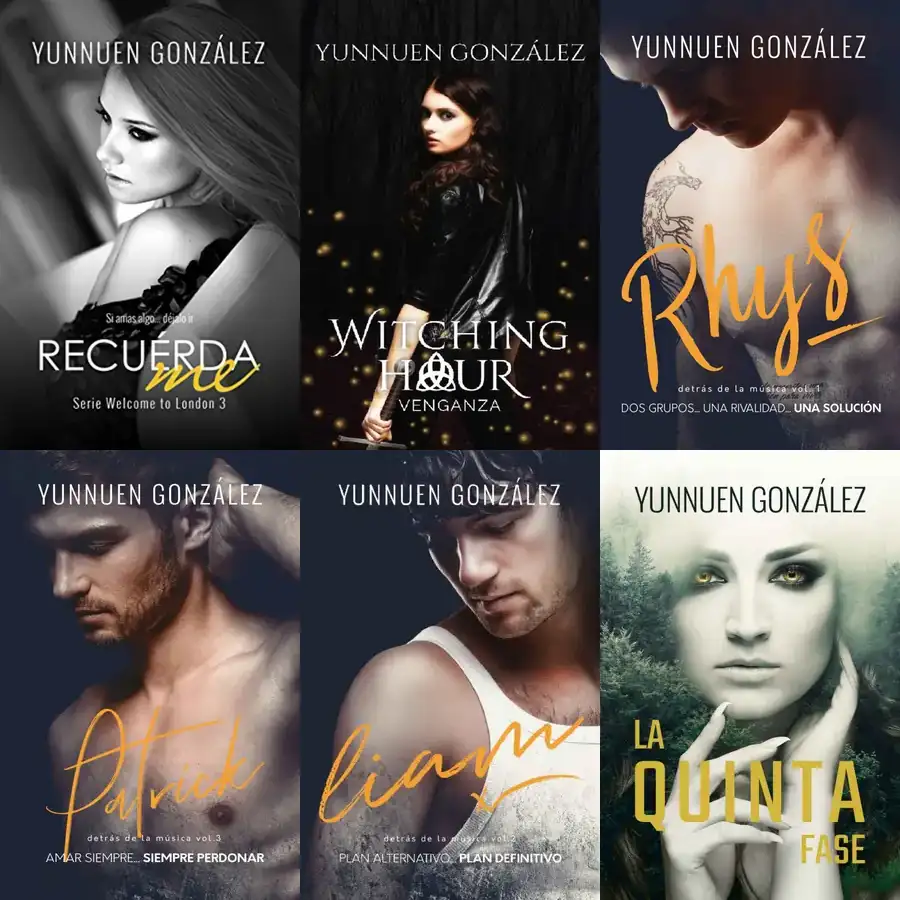 YUNNUEN GONZÁLEZ
Si amas algo... déjalo ir
RECUÉRDA
me
Serie Welcome to London 3
YUNNUEN GONZÁLEZ
WITCHING
HOUR
VENGANZA
YUNNUEN GONZÁLEZ
Rhys
detrás de la música vol. 1
DOS GRUPOS... UNA RIVALIDAD... UNA SOLUCIÓN
YUNNUEN GONZÁLEZ
Patrick
detrás de la música vol.3
AMAR SIEMPRE... SIEMPRE PERDONAR
YUNNUEN GONZÁLEZ
liam
detrás de la música vol.2
PLAN ALTERNATIVO... PLAN DEFINITIVO
YUNNUEN GONZÁLEZ
LA
QUINTA
FASE